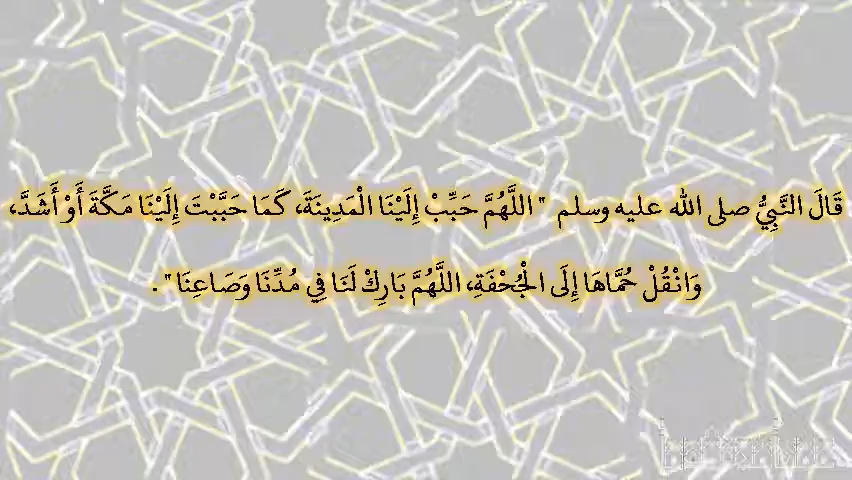 قَالَ النَّبِيُّ صلى الله عليه وسلم " اللَّهُمَّ حَبِّبْ إِلَيْنَا الْمَدِينَةَ، كَمَا حَبَّبْتَ إِلَيْنَا مَكَّةَ أَوْ أَشَدَّ،
وَانْقُلْ حُمَّاهَا إِلَى الْجُحْفَةِ، اللَّهُمَّ بَارِكْ لَنَا فِي مُدِّنَا وَصَاعِنَا ".